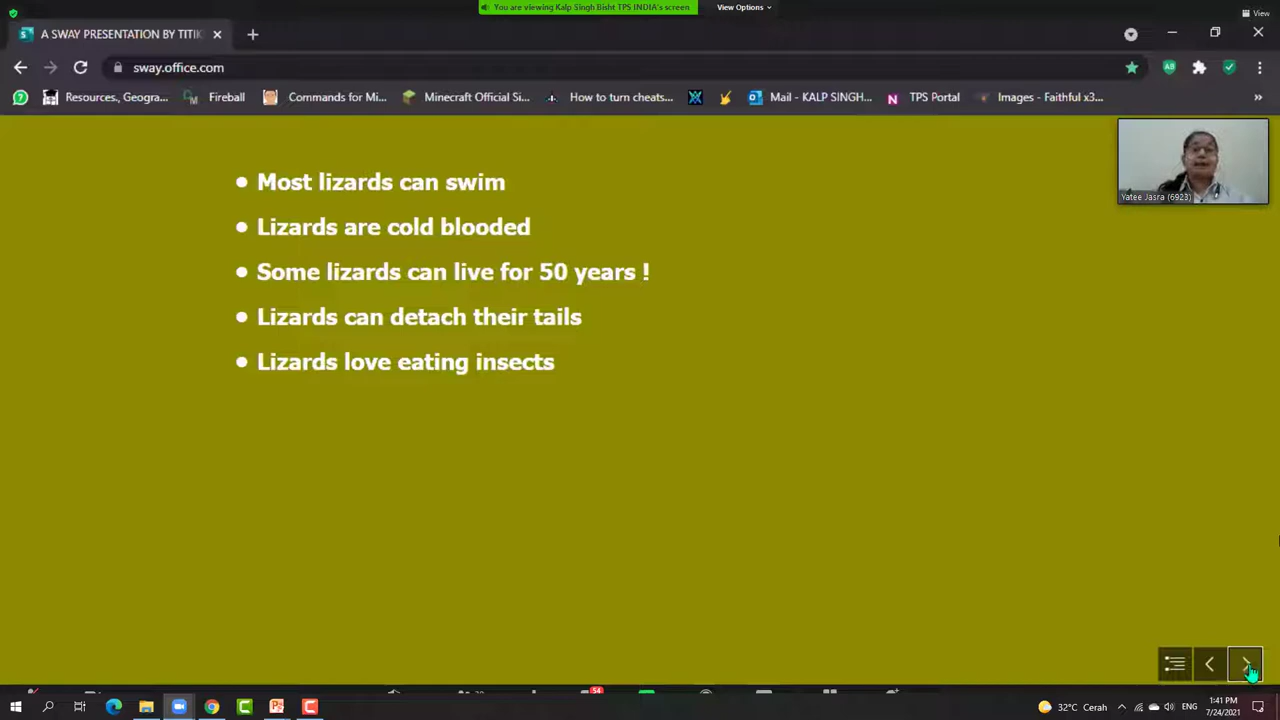 You are viewing Kalp Singh Bisht TPS INDIA's screen
View Options
View
A SWAY PRESENTATION BY TITIK
sway.office.com
Resources, Geogra...
Fireball
Commands for Mi...
Minecraft Official Si...
How to turn cheats...
Mail - KALP SINGH...
TPS Portal
Images - Faithful x3...
Yatee Jasra (6923)
• Most lizards can swim
• Lizards are cold blooded
• Some lizards can live for 50 years !
• Lizards can detach their tails
• Lizards love eating insects
54
32°C Cerah
ENG
1:41 PM
7/24/2021